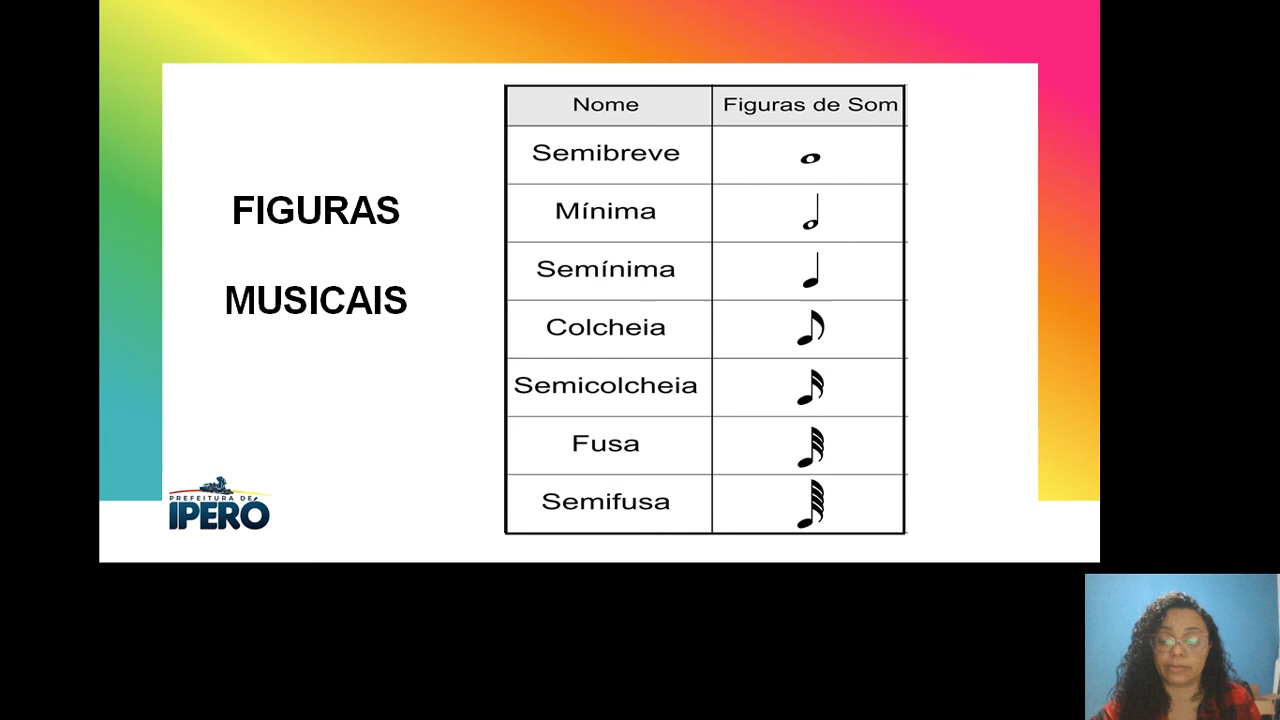 FIGURAS
MUSICAIS
Nome Figuras de Som
Semibreve
Mínima
Semínima
Colcheia
Semicolcheia
Fusa
Semifusa
PREFEITURA DE
IPERÓ